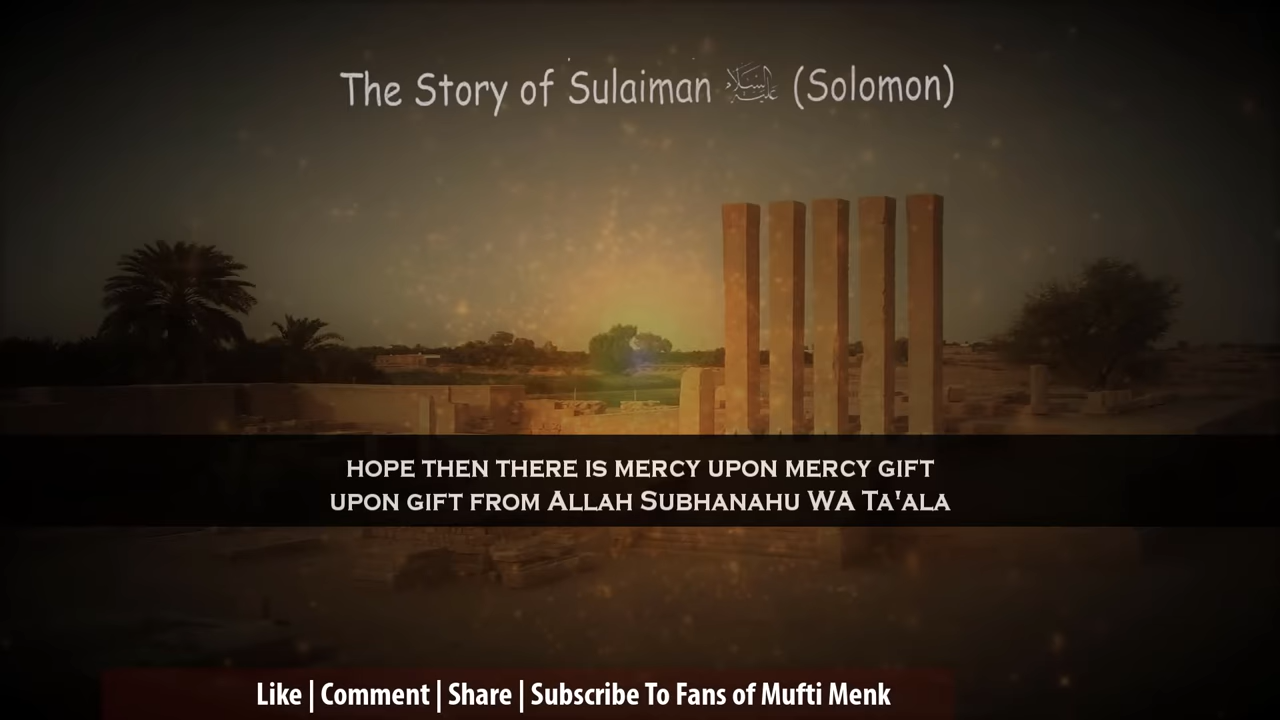 The Story of Sulaiman عليه السلام (Solomon)
HOPE THEN THERE IS MERCY UPON MERCY GIFT
UPON GIFT FROM ALLAH SUBHANAHU WA TA'ALA
Like | Comment | Share | Subscribe To Fans of Mufti Menk